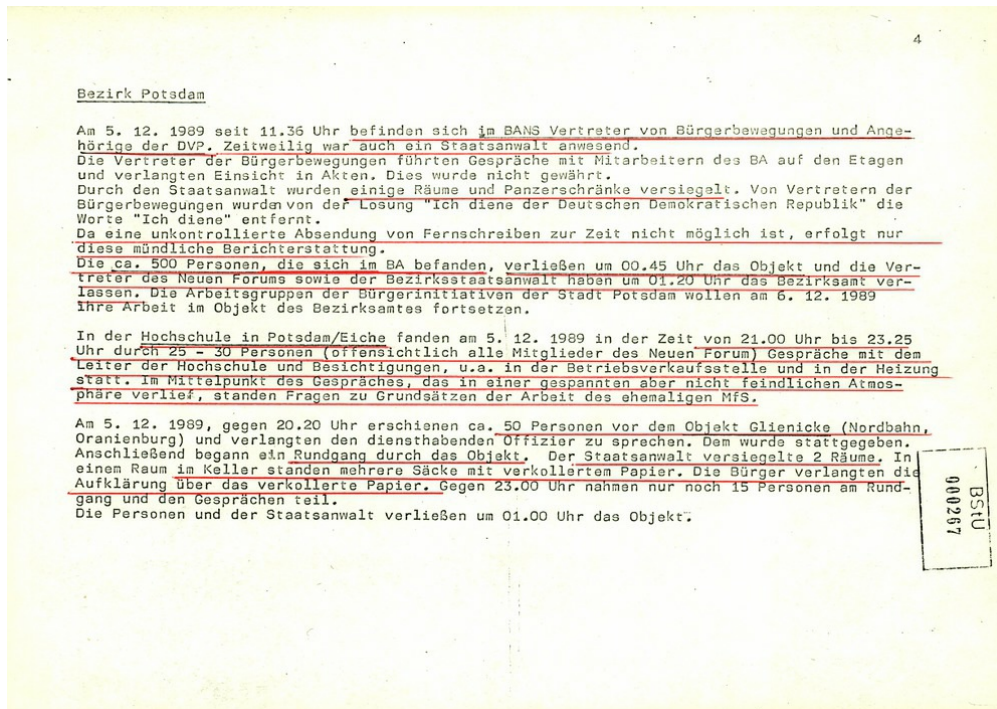 4
Bezirk Potsdam
Am 5. 12. 1989 seit 11.36 Uhr befinden sich im BANS Vertreter von Bürgerbewegungen und Ange-
hörige der DVP. Zeitweilig war auch ein Staatsanwalt anwesend.
Die Vertreter der Bürgerbewegungen führten Gespräche mit Mitarbeitern des BA auf den Etagen
und verlangten Einsicht in Akten. Dies wurde nicht gewährt.
Durch den Staatsanwalt wurden einige Räume und Panzerschränke versiegelt. Von Vertretern der
Bürgerbewegungen wurden von der Losung "Ich diene der Deutschen Demokratischen Republik" die
Worte "Ich diene" entfernt.
Da eine unkontrollierte Absendung von Fernschreiben zur Zeit nicht möglich ist, erfolgt nur
diese mündliche Berichterstattung.
Die ca. 500 Personen, die sich im BA befanden, verließen um 00.45 Uhr das Objekt und die Ver-
treter des Neuen Forums sowie der Bezirksstaatsanwalt haben um 01.20 Uhr das Bezirksamt ver-
lassen. Die Arbeitsgruppen der Bürgerinitiativen der Stadt Potsdam wollen am 6. 12. 1989
ihre Arbeit im Objekt des Bezirksamtes fortsetzen.
In der Hochschule in Potsdam/Eiche fanden am 5. 12. 1989 in der Zeit von 21.00 Uhr bis 23.25
Uhr durch 25 - 30 Personen (offensichtlich alle Mitglieder des Neuen Forum) Gespräche mit dem
Leiter der Hochschule und Besichtigungen, u.a. in der Betriebsverkaufsstelle und in der Heizung
statt. Im Mittelpunkt des Gespräches, das in einer gespannten aber nicht feindlichen Atmos-
phäre verlief, standen Fragen zu Grundsätzen der Arbeit des ehemaligen MfS.
Am 5. 12. 1989, gegen 20.20 Uhr erschienen ca. 50 Personen vor dem Objekt Glienicke (Nordbahn,
Oranienburg) und verlangten den diensthabenden Offizier zu sprechen. Dem wurde stattgegeben.
Anschließend begann ein Rundgang durch das Objekt. Der Staatsanwalt versiegelte 2 Räume. In
einem Raum im Keller standen mehrere Säcke mit verkollertem Papier. Die Bürger verlangten die
Aufklärung über das verkollerte Papier. Gegen 23.00 Uhr nahmen nur noch 15 Personen am Rund-
gang und den Gesprächen teil.
Die Personen und der Staatsanwalt verließen um 01.00 Uhr das Objekt.
BStU
000267